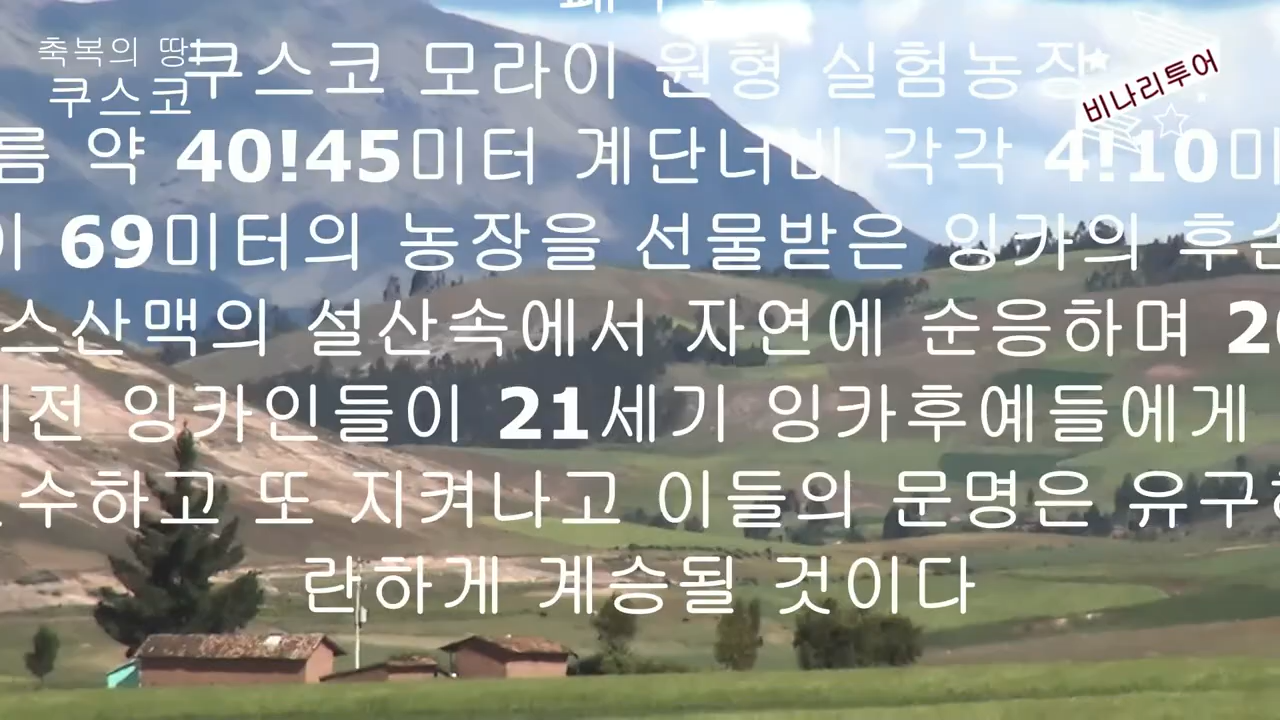 축복의 땅!
쿠스코
비나리투어
쿠스코 모라이 원형 실험농장
름 약 40!45미터 계단너비 각각 4!10미
69미터의 농장을 선물받은 잉카의
스산맥의 설산속에서 자연에 순응하며
전 잉카인들이 21세기 잉카후예들에게
수하고 또 지켜나고 이들의 문명은 유구
란하게 계승될 것이다